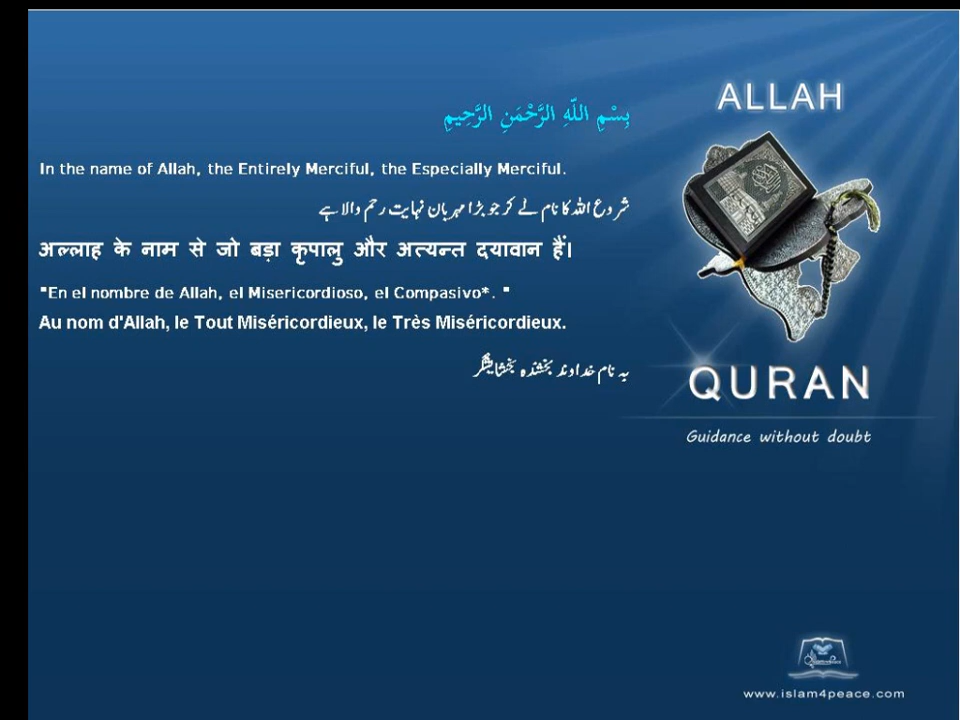 بِسْمِ اللّهِ الرَّحْمَنِ الرَّحِيمِ
In the name of Allah, the Entirely Merciful, the Especially Merciful.
شروع اللہ کا نام لے کر جو بڑا مہربان نہایت رحم والا ہے
अल्लाह के नाम से जो बड़ा कृपालु और अत्यन्त दयावान हैं।
"En el nombre de Allah, el Misericordioso, el Compasivo*. "
Au nom d'Allah, le Tout Miséricordieux, le Très Miséricordieux.
به نام خداوند بخشنده بخشایشگر
ALLAH
QURAN
Guidance without doubt
www.islam4peace.com